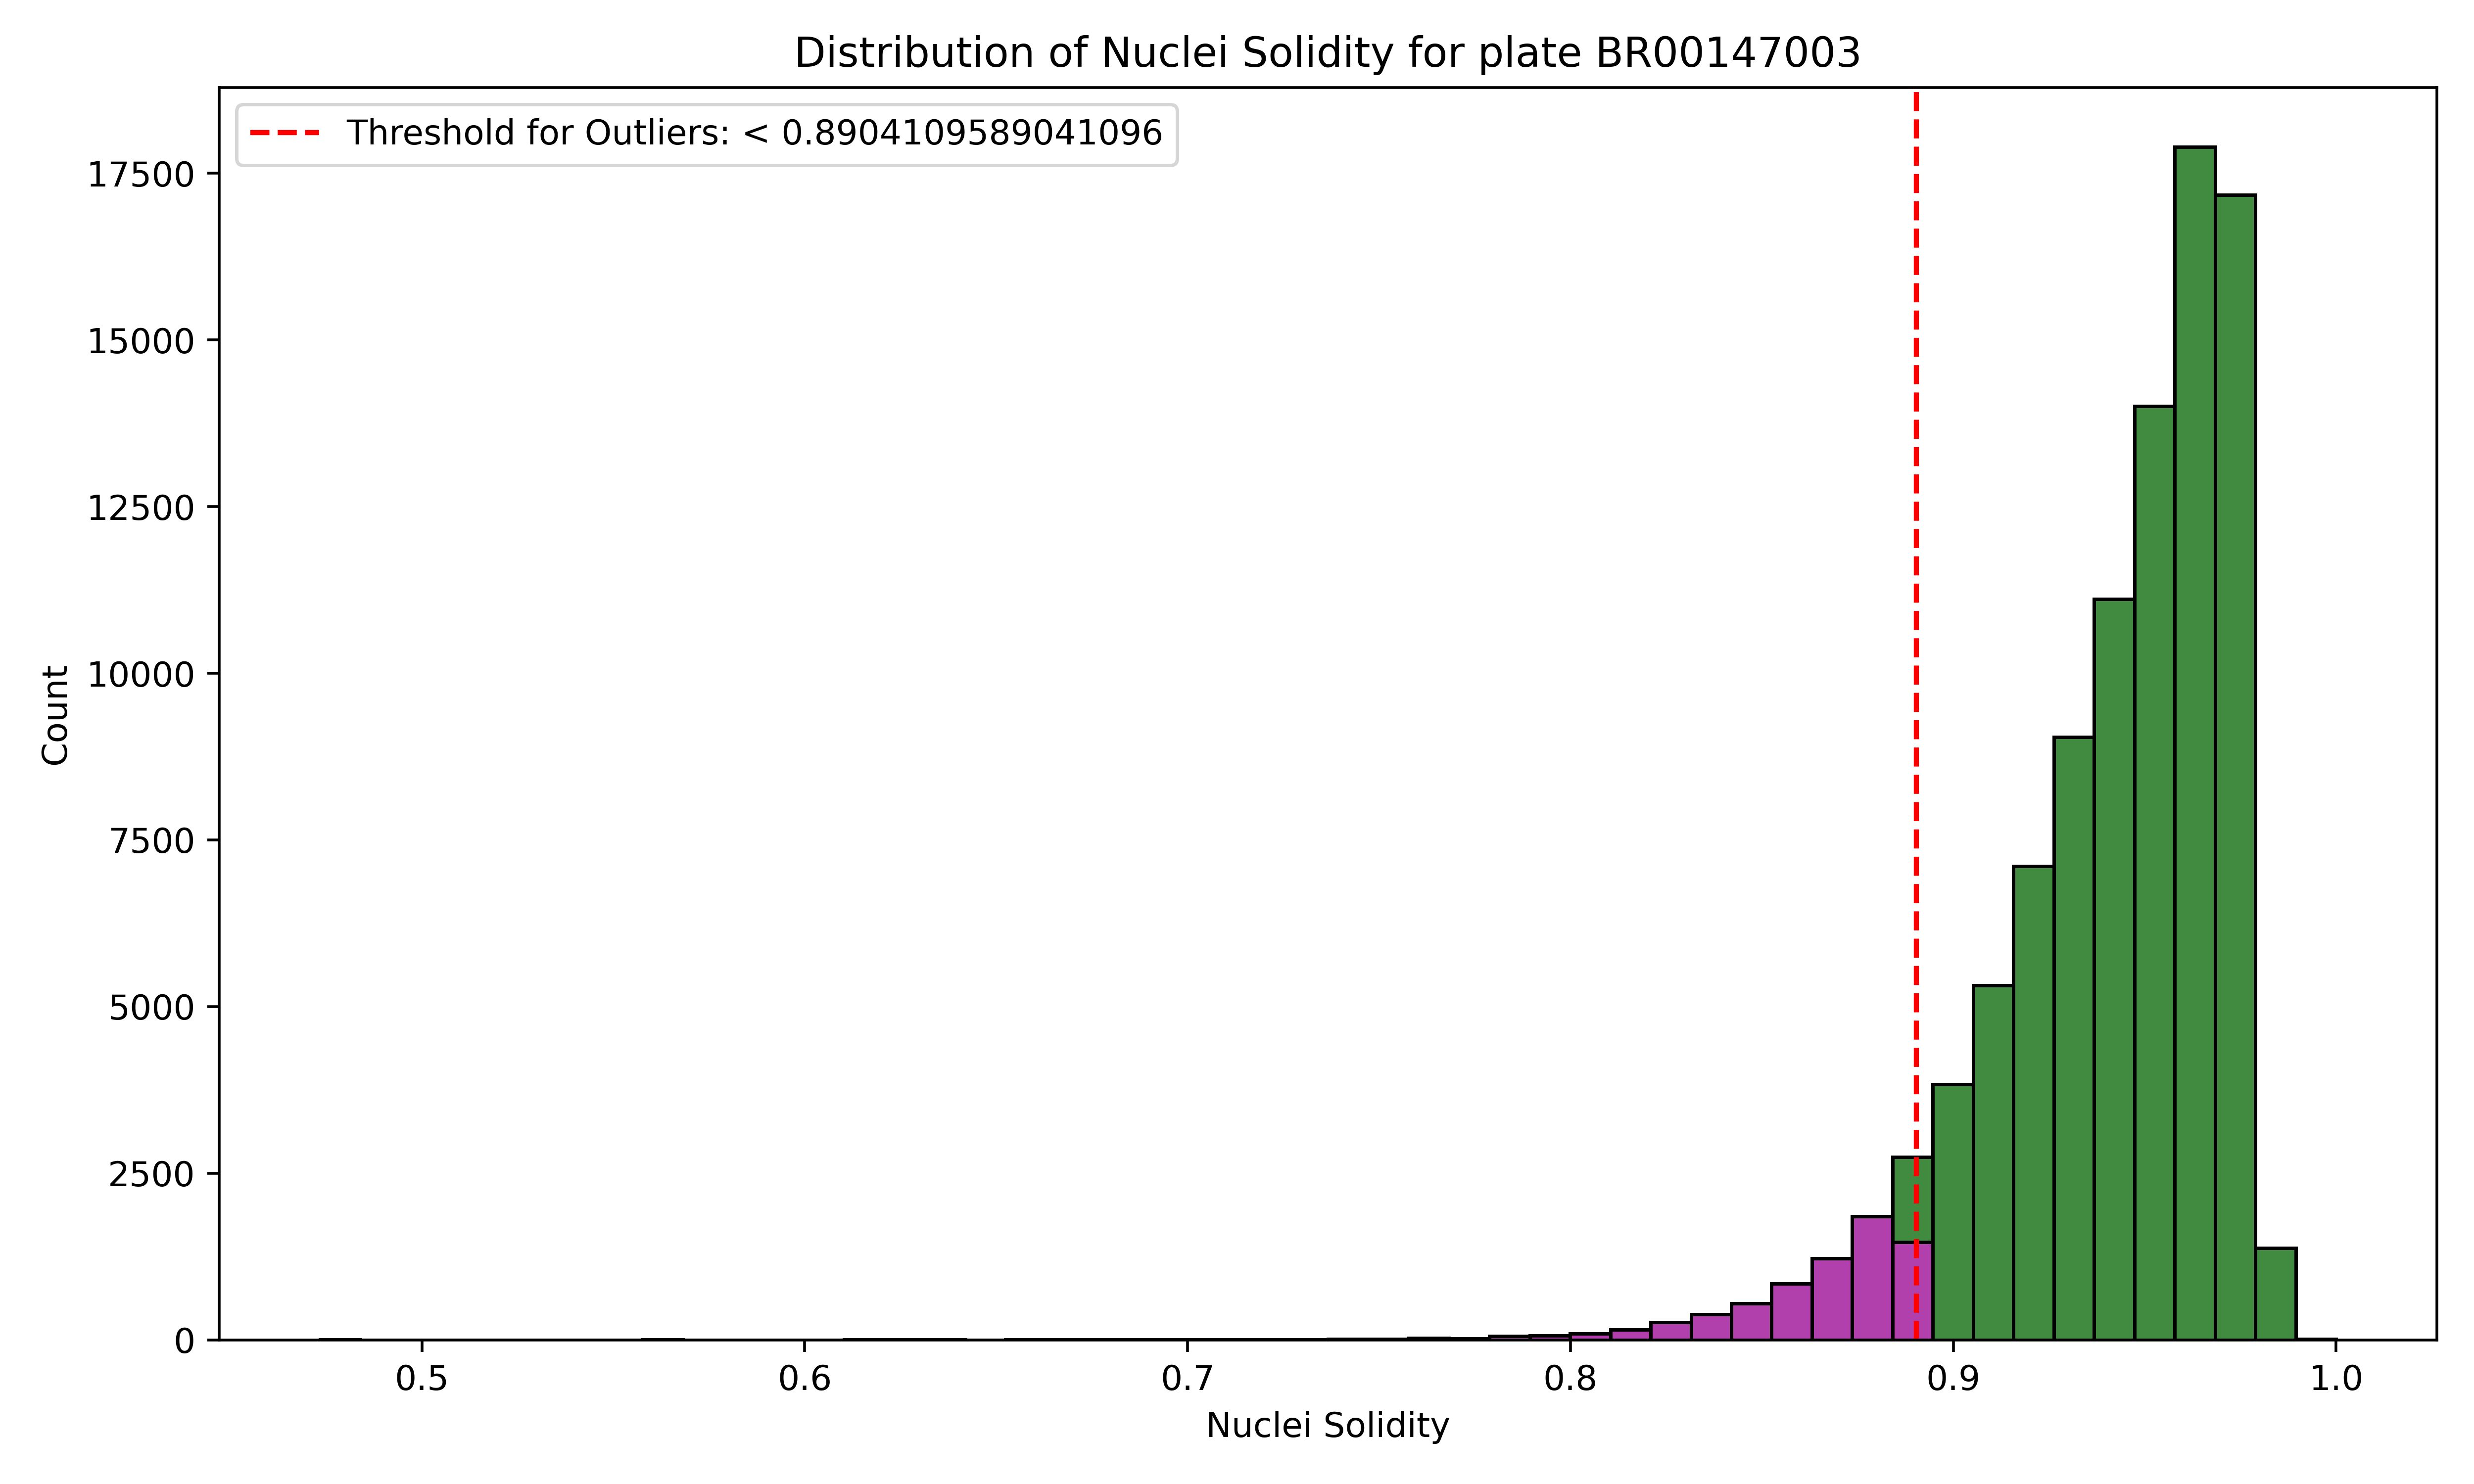 Distribution of Nuclei Solidity for plate BR00147003
Threshold for Outliers: < 0.8904109589041096
17500
15000
12500
10000
7500
5000
2500
0
Count
0.5 0.6 0.7 0.8 0.9 1.0
Nuclei Solidity